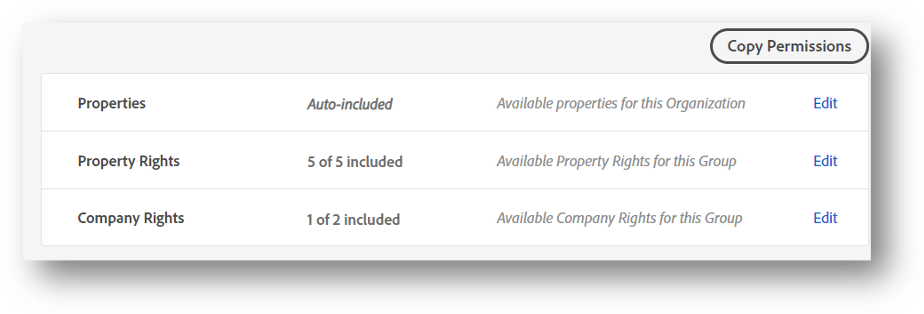 Copy Permissions
Properties Auto-included Available properties for this Organization Edit
Property Rights 5 of 5 included Available Property Rights for this Group Edit
Company Rights 1 of 2 included Available Company Rights for this Group Edit